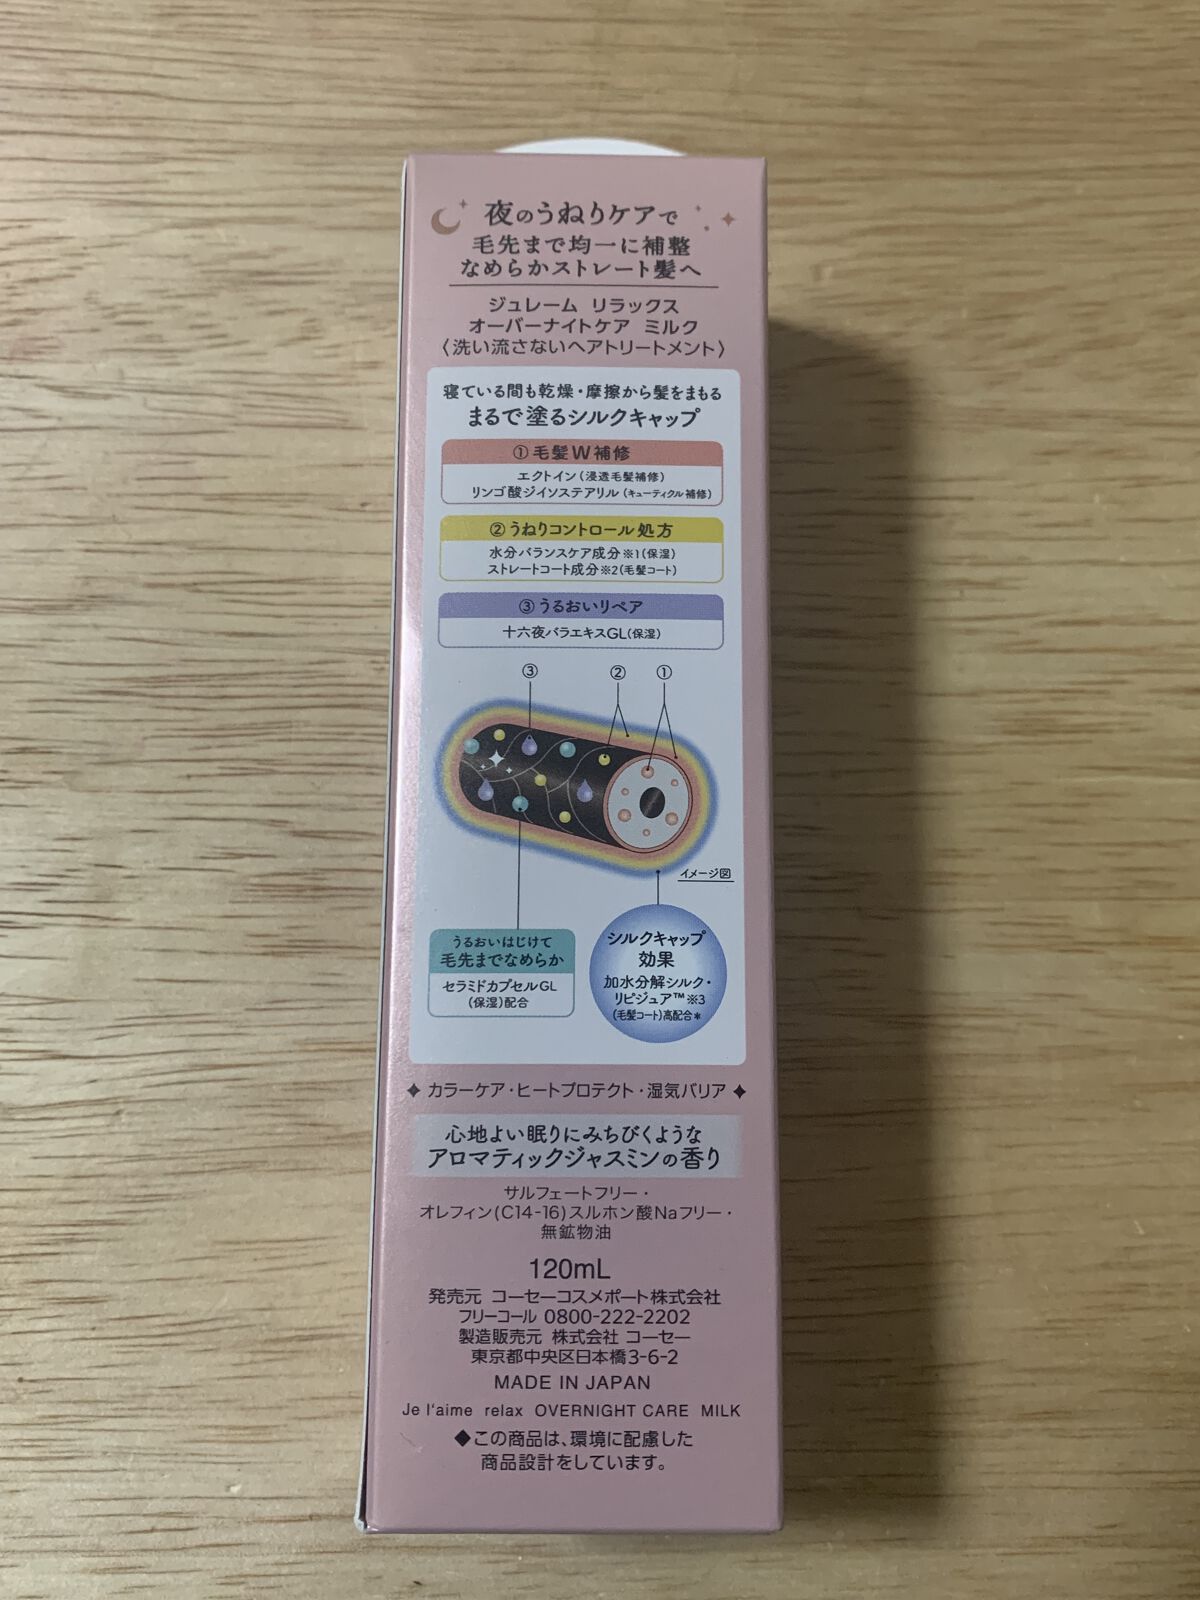 夜のうねりケアで
毛先まで均一に補整
なめらかストレート髪へ
ジュレーム リラックス
オーバーナイトケア ミルク
〈洗い流さないヘアトリートメント〉
寝ている間も乾燥・摩擦から髪をまもる
まるで塗るシルクキャップ
①毛髪W補修
エクトイン(浸透毛髪補修)
リンゴ酸ジイソステアリル(キューティクル補修)
②うねりコントロール処方
水分バランスケア成分※1(保湿)
ストレートコート成分※2(毛髪コート)
③うるおいリペア
十六夜バラエキスGL(保湿)
③ ② ①
イメージ図
うるおいはじけて
毛先までなめらか
セラミドカプセルGL
(保湿)配合
シルクキャップ
効果
加水分解シルク・
リピジュア™※3
(毛髪コート)高配合＊
✦ カラーケア・ヒートプロテクト・湿気バリア ✦
心地よい眠りにみちびくような
アロマティックジャスミンの香り
サルフェートフリー・
オレフィン(C14-16)スルホン酸Naフリー・
無鉱物油
120mL
発売元 コーセーコスメポート株式会社
フリーコール 0800-222-2202
製造販売元 株式会社 コーセー
東京都中央区日本橋3-6-2
MADE IN JAPAN
Je l'aime relax OVERNIGHT CARE MILK
◆この商品は、環境に配慮した
商品設計をしています。